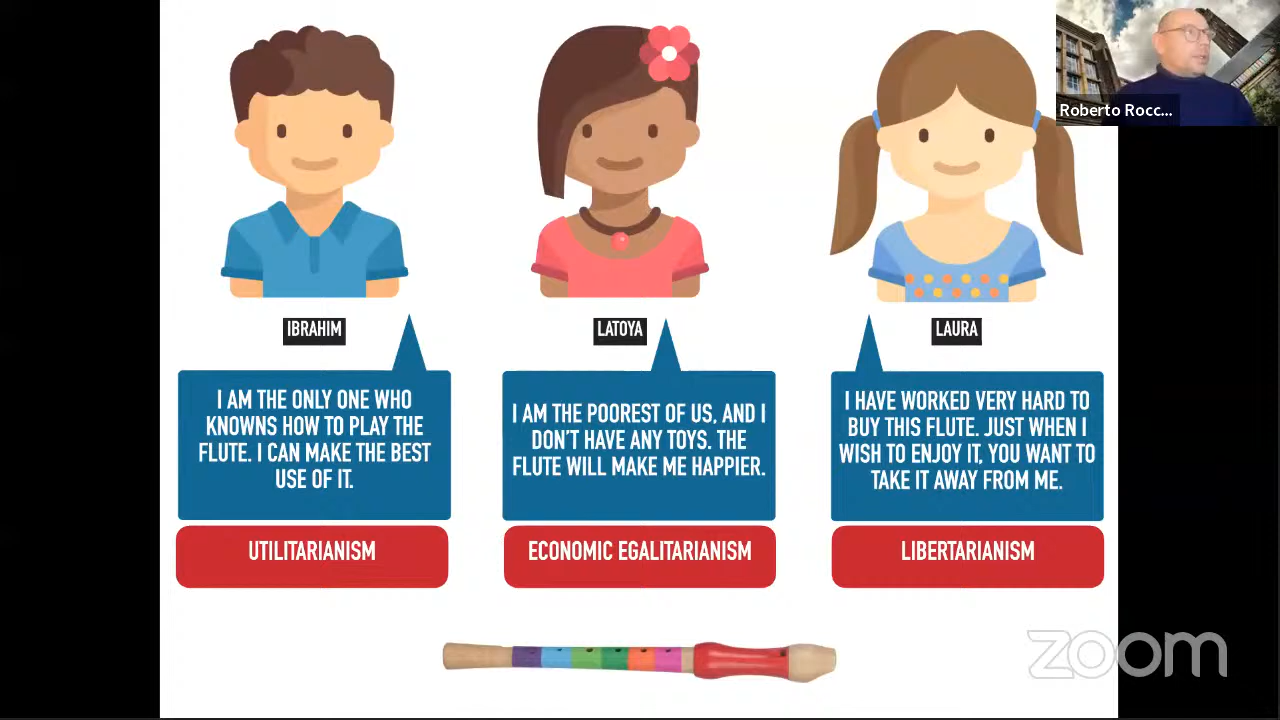 Roberto Rocc...
IBRAHIM
LATOYA
LAURA
I AM THE ONLY ONE WHO
KNOWNS HOW TO PLAY THE
FLUTE. I CAN MAKE THE BEST
USE OF IT.
I AM THE POOREST OF US, AND I
DON'T HAVE ANY TOYS. THE
FLUTE WILL MAKE ME HAPPIER.
I HAVE WORKED VERY HARD TO
BUY THIS FLUTE. JUST WHEN I
WISH TO ENJOY IT, YOU WANT TO
TAKE IT AWAY FROM ME.
UTILITARIANISM
ECONOMIC EGALITARIANISM
LIBERTARIANISM
zoom